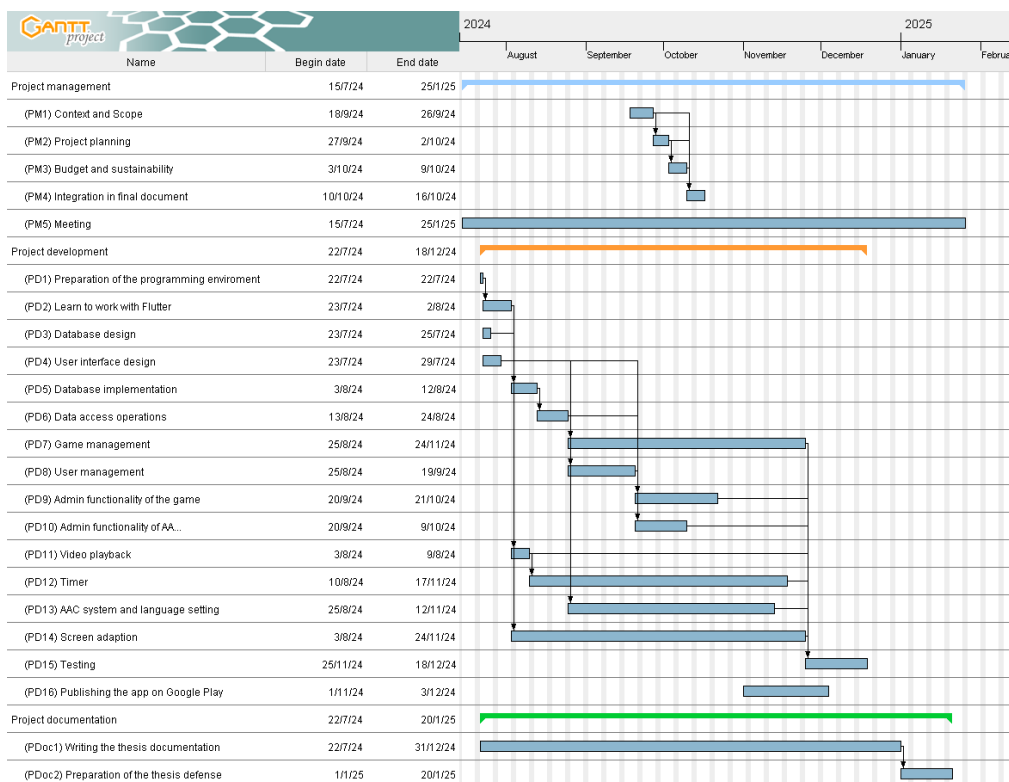 GANTT project
2024 2025
August September October November December January Februa
Name Begin date End date
Project management 15/7/24 25/1/25
(PM1) Context and Scope 18/9/24 26/9/24
(PM2) Project planning 27/9/24 2/10/24
(PM3) Budget and sustainability 3/10/24 9/10/24
(PM4) Integration in final document 10/10/24 16/10/24
(PM5) Meeting 15/7/24 25/1/25
Project development 22/7/24 18/12/24
(PD1) Preparation of the programming enviroment 22/7/24 22/7/24
(PD2) Learn to work with Flutter 23/7/24 2/8/24
(PD3) Database design 23/7/24 25/7/24
(PD4) User interface design 23/7/24 29/7/24
(PD5) Database implementation 3/8/24 12/8/24
(PD6) Data access operations 13/8/24 24/8/24
(PD7) Game management 25/8/24 24/11/24
(PD8) User management 25/8/24 19/9/24
(PD9) Admin functionality of the game 20/9/24 21/10/24
(PD10) Admin functionality of AA... 20/9/24 9/10/24
(PD11) Video playback 3/8/24 9/8/24
(PD12) Timer 10/8/24 17/11/24
(PD13) AAC system and language setting 25/8/24 12/11/24
(PD14) Screen adaption 3/8/24 24/11/24
(PD15) Testing 25/11/24 18/12/24
(PD16) Publishing the app on Google Play 1/11/24 3/12/24
Project documentation 22/7/24 20/1/25
(PDoc1) Writing the thesis documentation 22/7/24 31/12/24
(PDoc2) Preparation of the thesis defense 1/1/25 20/1/25